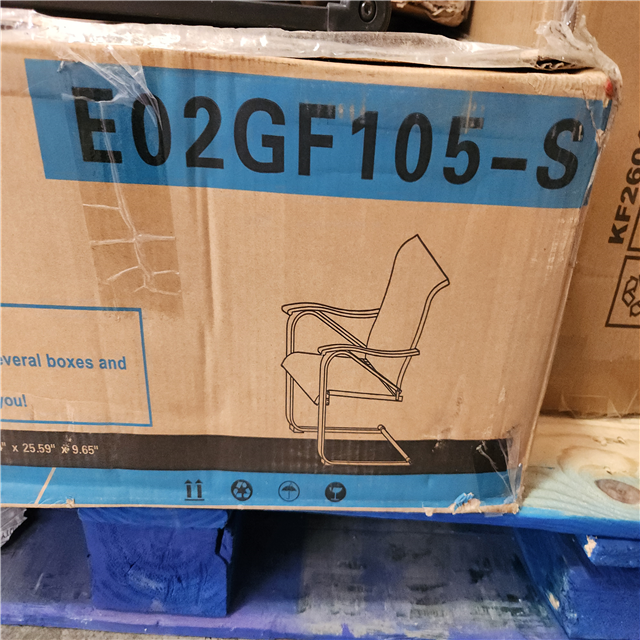 E02GF105-S
KF260
everal boxes and
you!
" x 25.59" x 9.65"